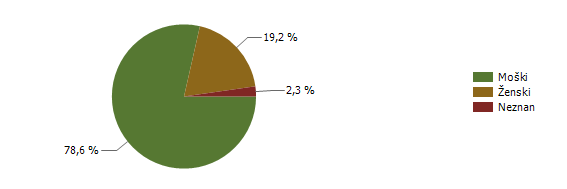 19,2 %
2,3 %
78,6 %
Moški
Ženski
Neznan